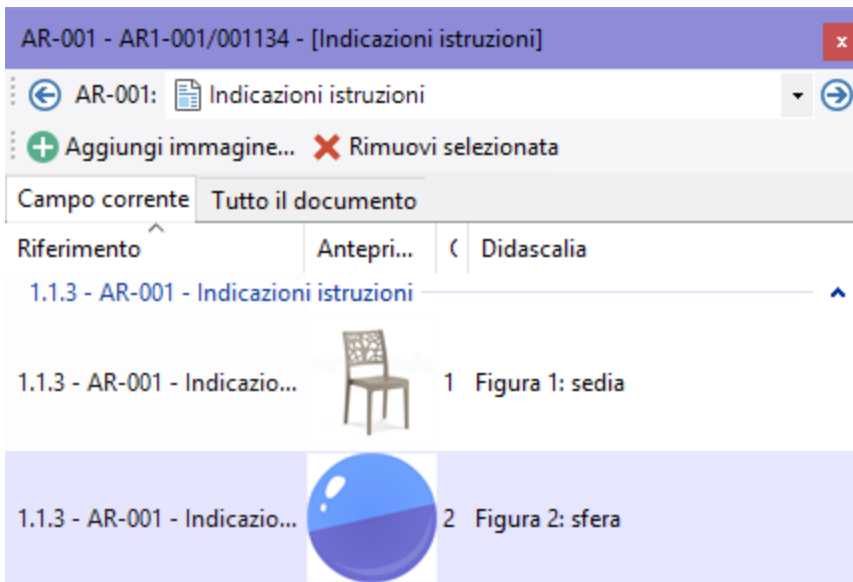 AR-001 - AR1-001/001134 - [Indicazioni istruzioni]
x
AR-001: Indicazioni istruzioni
Aggiungi immagine... Rimuovi selezionata
Campo corrente Tutto il documento
Riferimento Antepri... ( Didascalia
1.1.3 - AR-001 - Indicazioni istruzioni
1.1.3 - AR-001 - Indicazio... 1 Figura 1: sedia
1.1.3 - AR-001 - Indicazio... 2 Figura 2: sfera